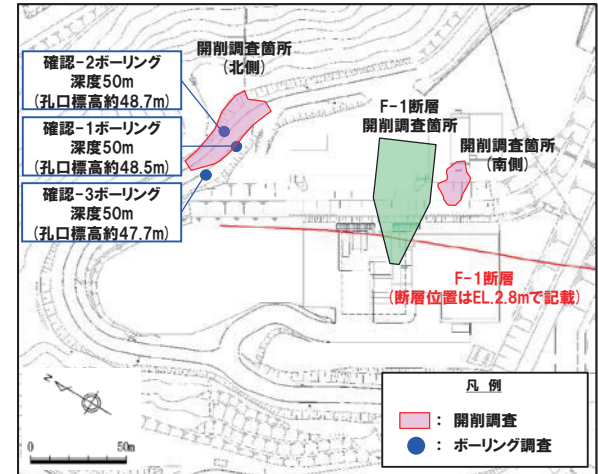 確認-2ボーリング
深度50m
(孔口標高約48.7m)
確認-1ボーリング
深度50m
(孔口標高約48.5m)
確認-3ボーリング
深度50m
(孔口標高約47.7m)
開削調査箇所
(北側)
F-1断層
開削調査箇所
開削調査箇所
(南側)
F-1断層
(断層位置はEL.2.8mで記載)
N
0 50m
凡 例
： 開削調査
： ボーリング調査